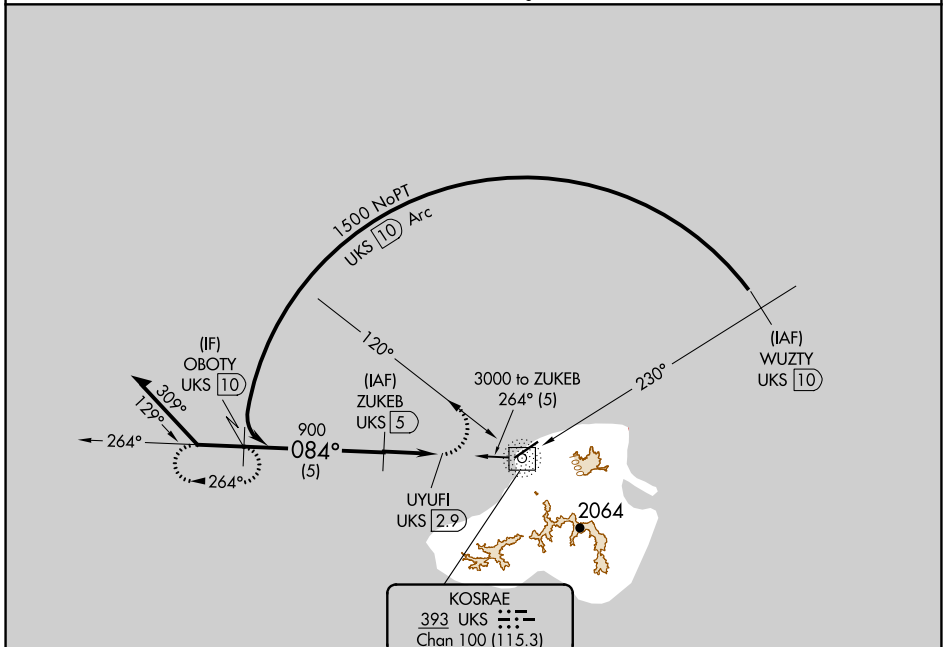 1500 NoPT
UKS 10 Arc
(IAF)
WUZTY
UKS 10
230°
120°
(IF)
OBOTY
UKS 10
(IAF)
ZUKEB
UKS 5
3000 to ZUKEB
264° (5)
309°
129°
264°
900
084°
(5)
264°
UYUFI
UKS 2.9
2064
KOSRAE
393 UKS
Chan 100 (115.3)